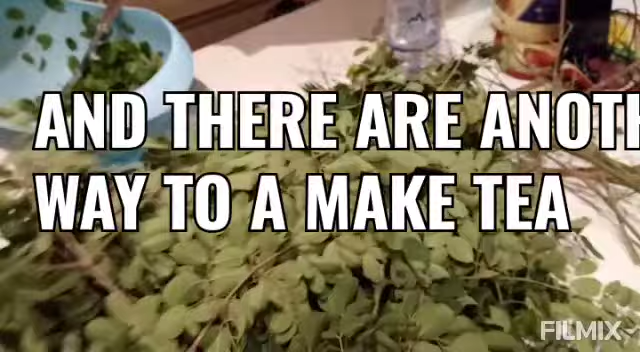 AND THERE ARE ANOTH
WAY TO A MAKE TEA
FILMIX